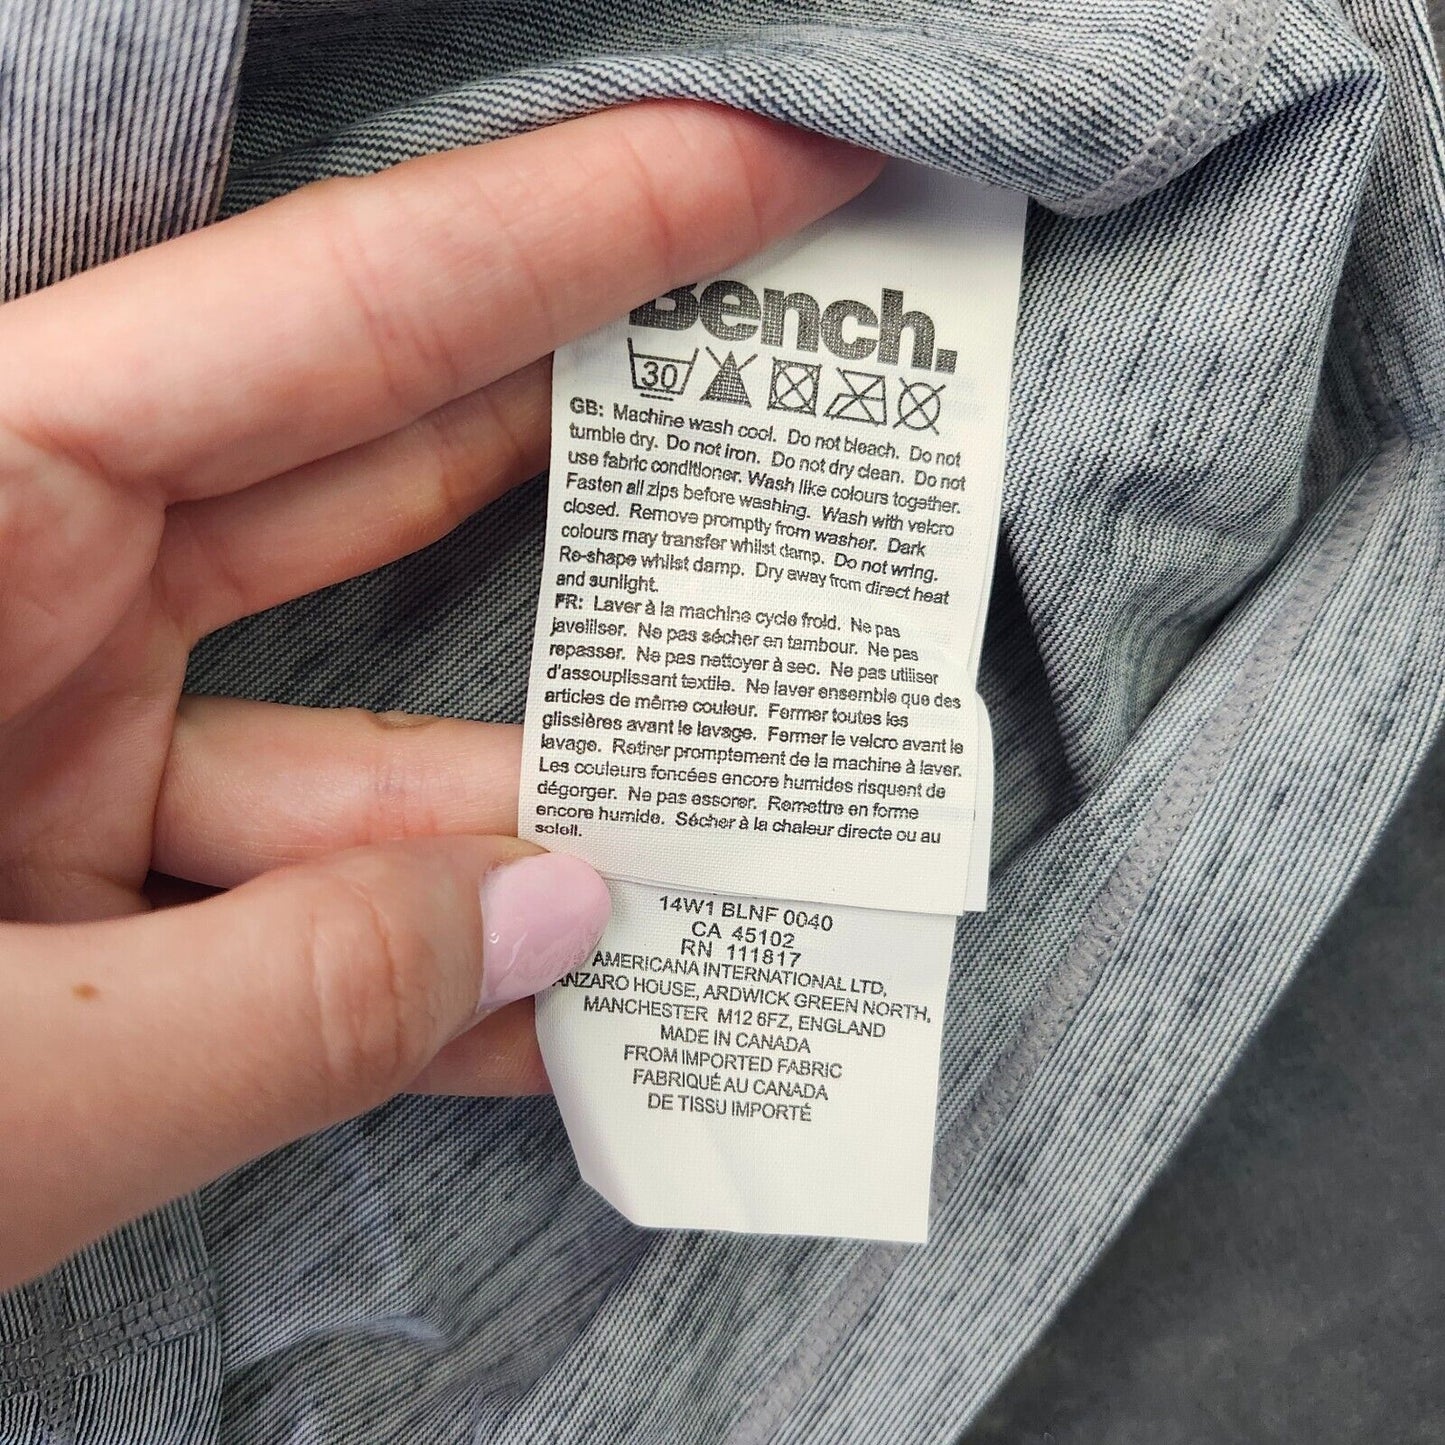 Bench.
30
GB: Machine wash cool. Do not bleach. Do not
tumble dry. Do not iron. Do not dry clean. Do not
use fabric conditioner. Wash like colours together.
Fasten all zips before washing. Wash with velcro
closed. Remove promptly from washer. Dark
colours may transfer whilst damp. Do not wring.
Re-shape whilst damp. Dry away from direct heat
and sunlight.
FR: Laver à la machine cycle froid. Ne pas
javelliser. Ne pas sécher en tambour. Ne pas
repasser. Ne pas nettoyer à sec. Ne pas utiliser
d'assouplissant textile. Ne laver ensemble que des
articles de même couleur. Fermer toutes les
glissières avant le lavage. Fermer le velcro avant le
lavage. Retirer promptement de la machine à laver.
Les couleurs foncées encore humides risquent de
dégorger. Ne pas essorer. Remettre en forme
encore humide. Sécher à la chaleur directe ou au
soleil.
14W1 BLNF 0040
CA 45102
RN 111817
AMERICANA INTERNATIONAL LTD,
ANZARO HOUSE, ARDWICK GREEN NORTH,
MANCHESTER M12 6FZ, ENGLAND
MADE IN CANADA
FROM IMPORTED FABRIC
FABRIQUÉ AU CANADA
DE TISSU IMPORTÉ